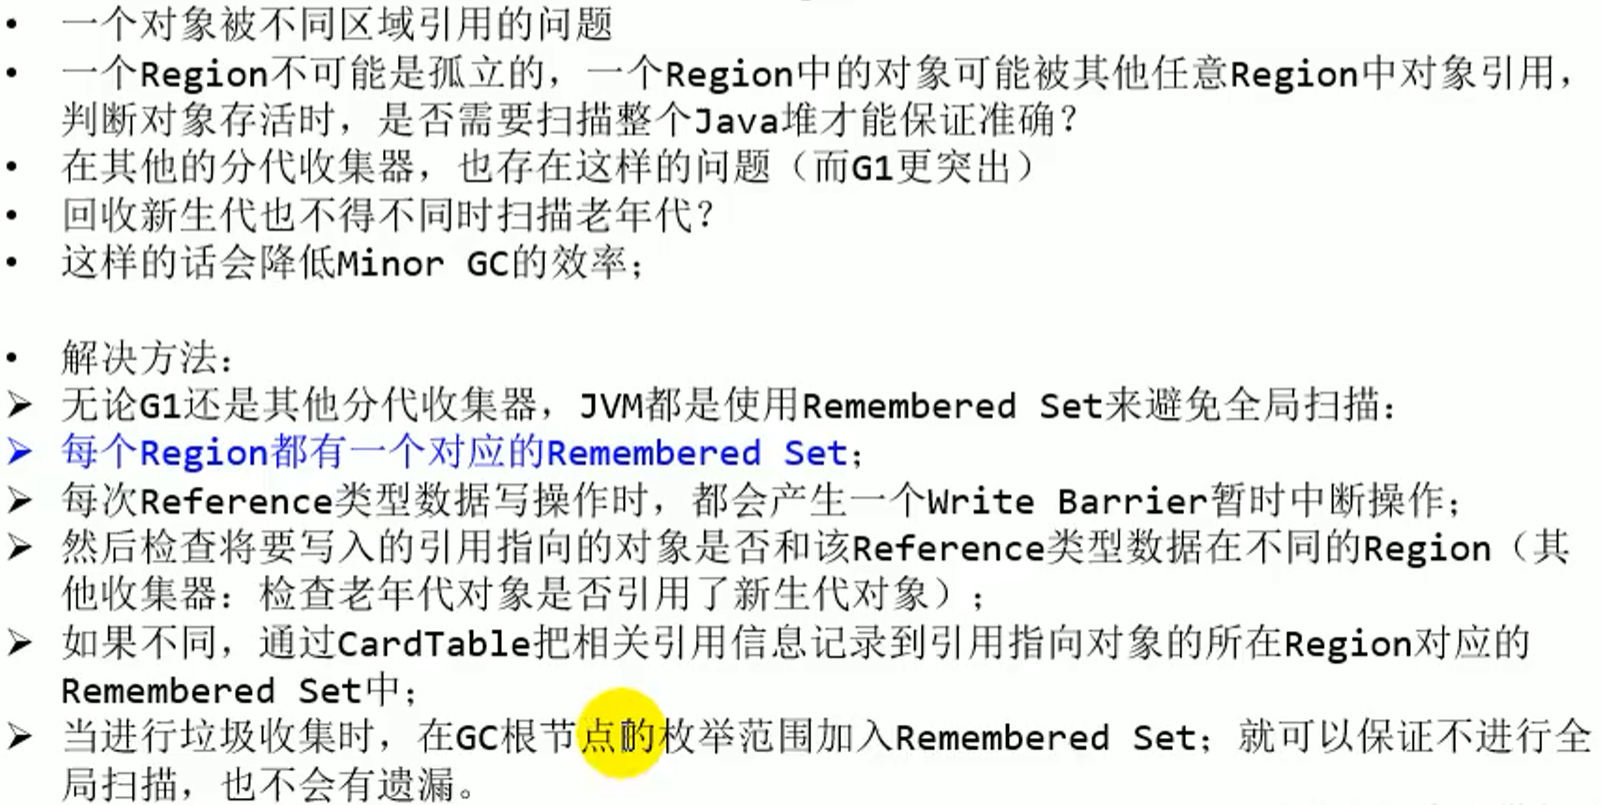 • 一个对象被不同区域引用的问题
• 一个Region不可能是孤立的，一个Region中的对象可能被其他任意Region中对象引用，
判断对象存活时，是否需要扫描整个Java堆才能保证准确？
• 在其他的分代收集器，也存在这样的问题（而G1更突出）
• 回收新生代也不得不同时扫描老年代？
• 这样的话会降低Minor GC的效率；
• 解决方法：
➢ 无论G1还是其他分代收集器，JVM都是使用Remembered Set来避免全局扫描：
➢ 每个Region都有一个对应的Remembered Set；
➢ 每次Reference类型数据写操作时，都会产生一个Write Barrier暂时中断操作；
➢ 然后检查将要写入的引用指向的对象是否和该Reference类型数据在不同的Region（其
他收集器：检查老年代对象是否引用了新生代对象）；
➢ 如果不同，通过CardTable把相关引用信息记录到引用指向对象的所在Region对应的
Remembered Set中；
➢ 当进行垃圾收集时，在GC根节点的枚举范围加入Remembered Set；就可以保证不进行全
局扫描，也不会有遗漏。